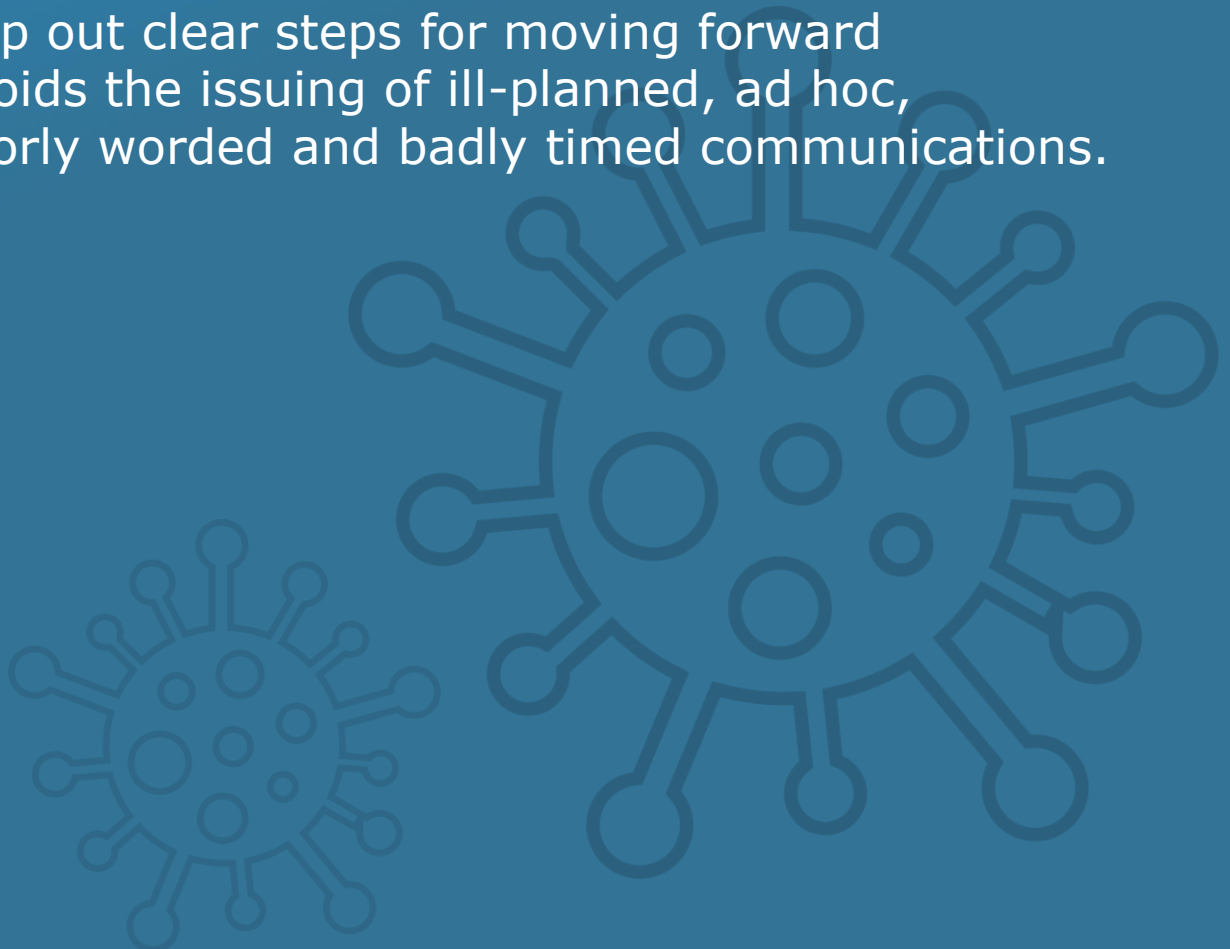 p out clear steps for moving forward
oids the issuing of ill-planned, ad hoc,
orly worded and badly timed communications.